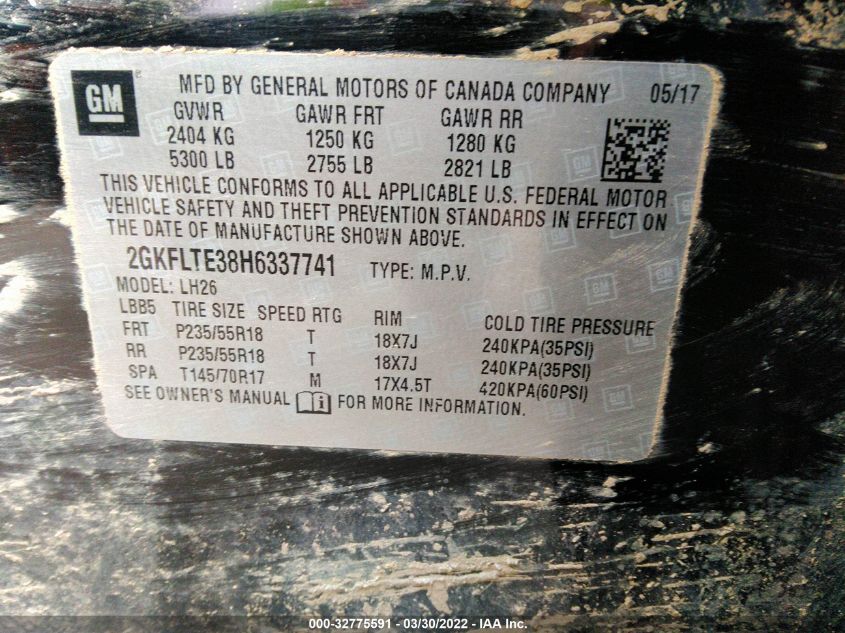 GM
MFD BY GENERAL MOTORS OF CANADA COMPANY 05/17
GVWR GAWR FRT GAWR RR
2404 KG 1250 KG 1280 KG
5300 LB 2755 LB 2821 LB
THIS VEHICLE CONFORMS TO ALL APPLICABLE U.S. FEDERAL MOTOR
VEHICLE SAFETY AND THEFT PREVENTION STANDARDS IN EFFECT ON
THE DATE OF MANUFACTURE SHOWN ABOVE.
2GKFLTE38H6337741 TYPE: M.P.V.
MODEL: LH26
LBB5 TIRE SIZE SPEED RTG RIM COLD TIRE PRESSURE
FRT P235/55R18 T 18X7J 240KPA(35PSI)
RR P235/55R18 T 18X7J 240KPA(35PSI)
SPA T145/70R17 M 17X4.5T 420KPA(60PSI)
SEE OWNER'S MANUAL FOR MORE INFORMATION.
000-32775591 - 03/30/2022 - IAA Inc.